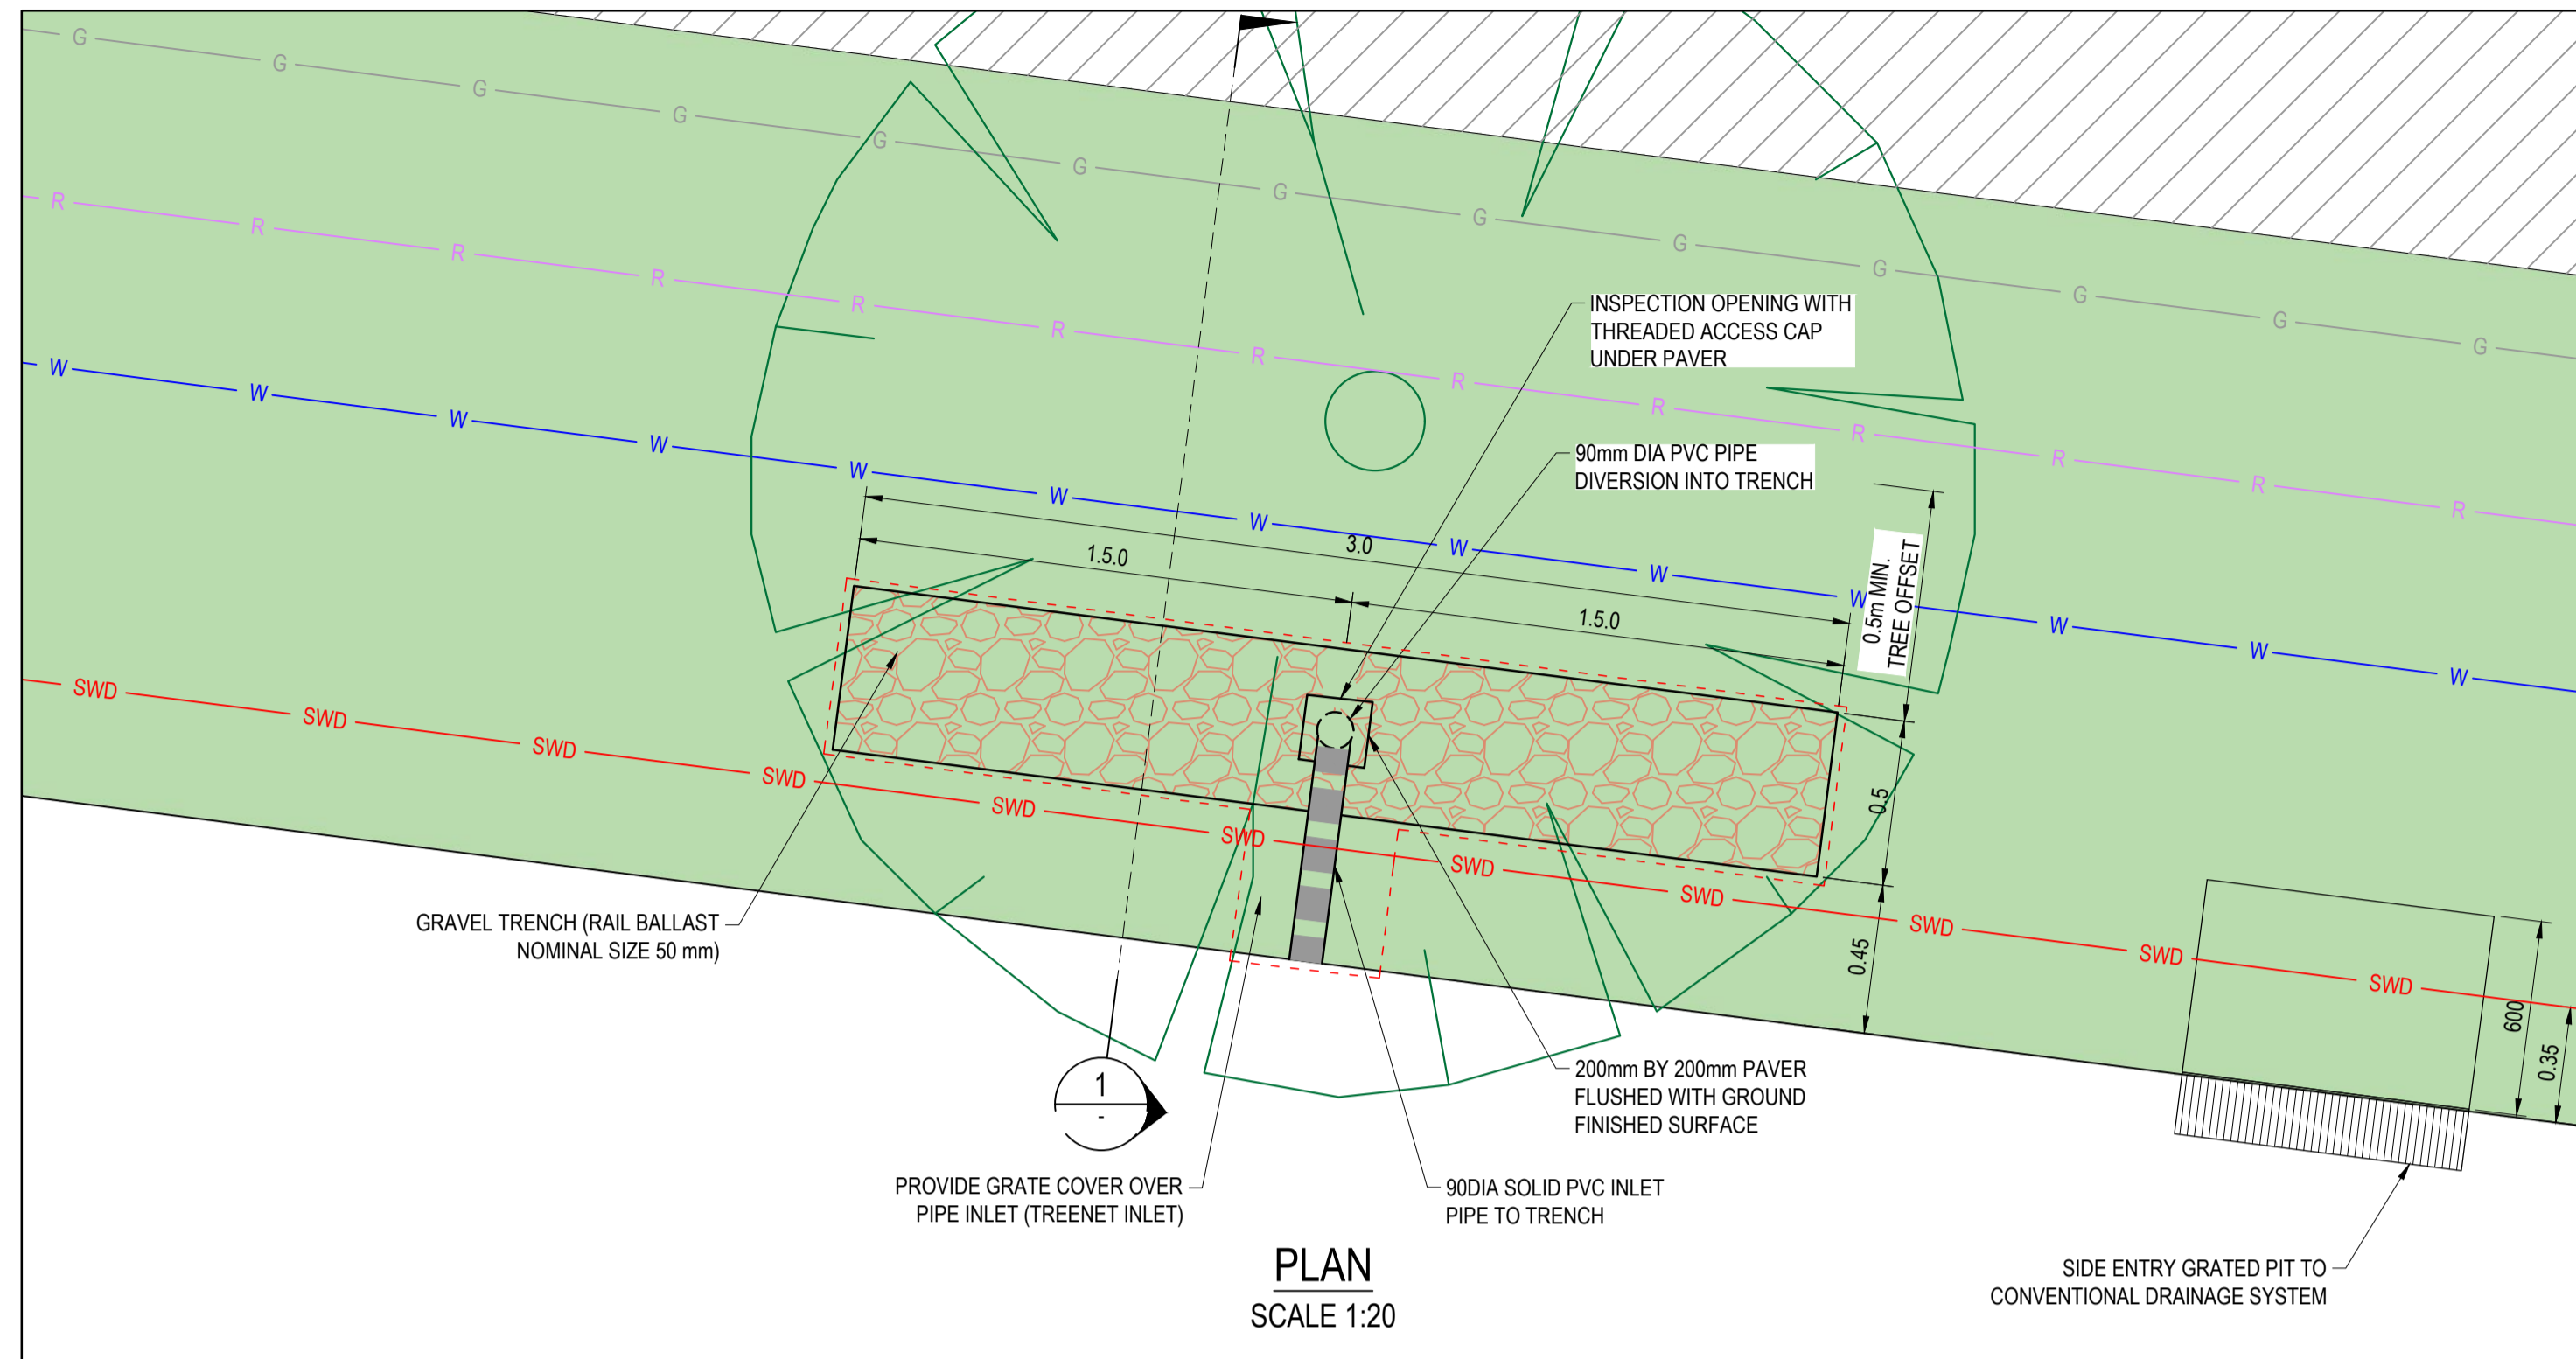 G G G G G G G G G G G G G
R R R R R R R R R R R R R
INSPECTION OPENING WITH
THREADED ACCESS CAP
UNDER PAVER
W W W W W W W W W W W W W
90mm DIA PVC PIPE
DIVERSION INTO TRENCH
3.0
1.5.0
1.5.0
0.5m MIN.
TREE OFFSET
0.5
0.45
SWD SWD SWD SWD SWD SWD SWD SWD SWD SWD SWD
GRAVEL TRENCH (RAIL BALLAST
NOMINAL SIZE 50 mm)
600
0.35
1
-
200mm BY 200mm PAVER
FLUSHED WITH GROUND
FINISHED SURFACE
PROVIDE GRATE COVER OVER
PIPE INLET (TREENET INLET)
90DIA SOLID PVC INLET
PIPE TO TRENCH
SIDE ENTRY GRATED PIT TO
CONVENTIONAL DRAINAGE SYSTEM
PLAN
SCALE 1:20